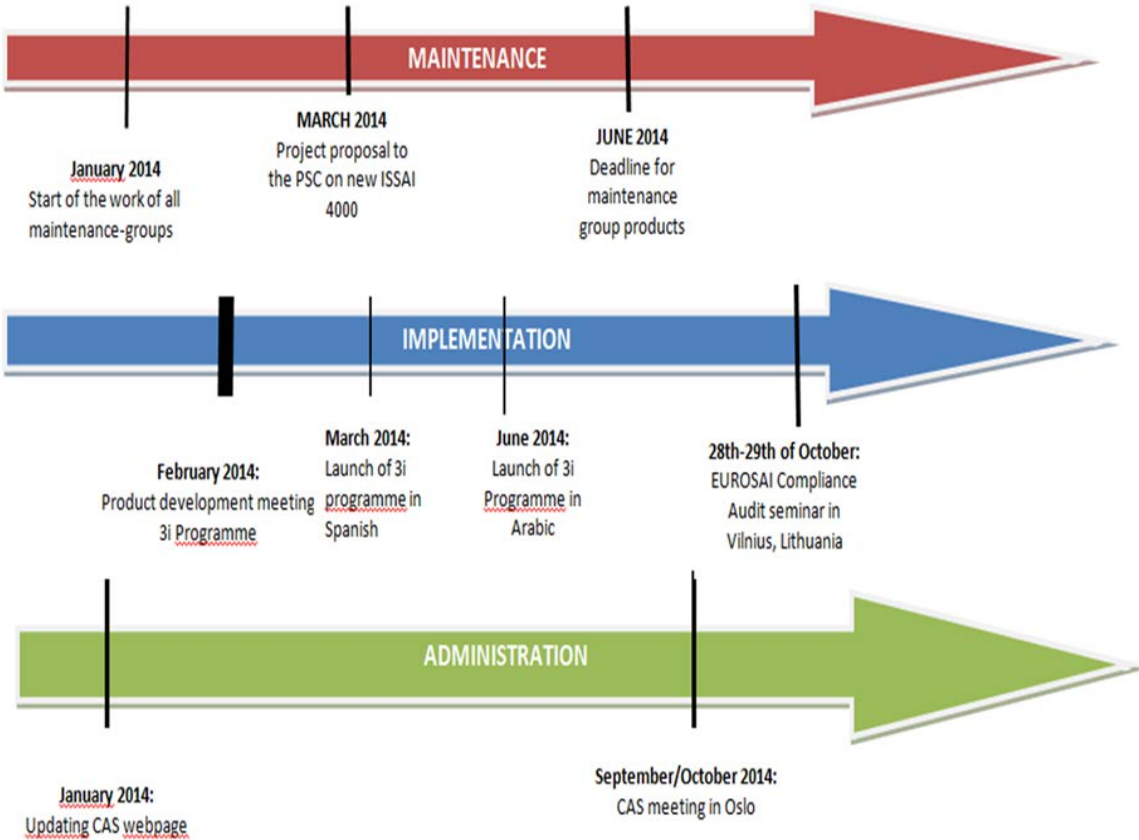 MAINTENANCE
January 2014
Start of the work of all
maintenance-groups
MARCH 2014
Project proposal to
the PSC on new ISSAI
4000
JUNE 2014
Deadline for
maintenance
group products
IMPLEMENTATION
February 2014:
Product development meeting
3i Programme
March 2014:
Launch of 3i
programme in
Spanish
June 2014:
Launch of 3i
Programme in
Arabic
28th-29th of October:
EUROSAI Compliance
Audit seminar in
Vilnius, Lithuania
ADMINISTRATION
January 2014:
Updating CAS webpage
September/October 2014:
CAS meeting in Oslo